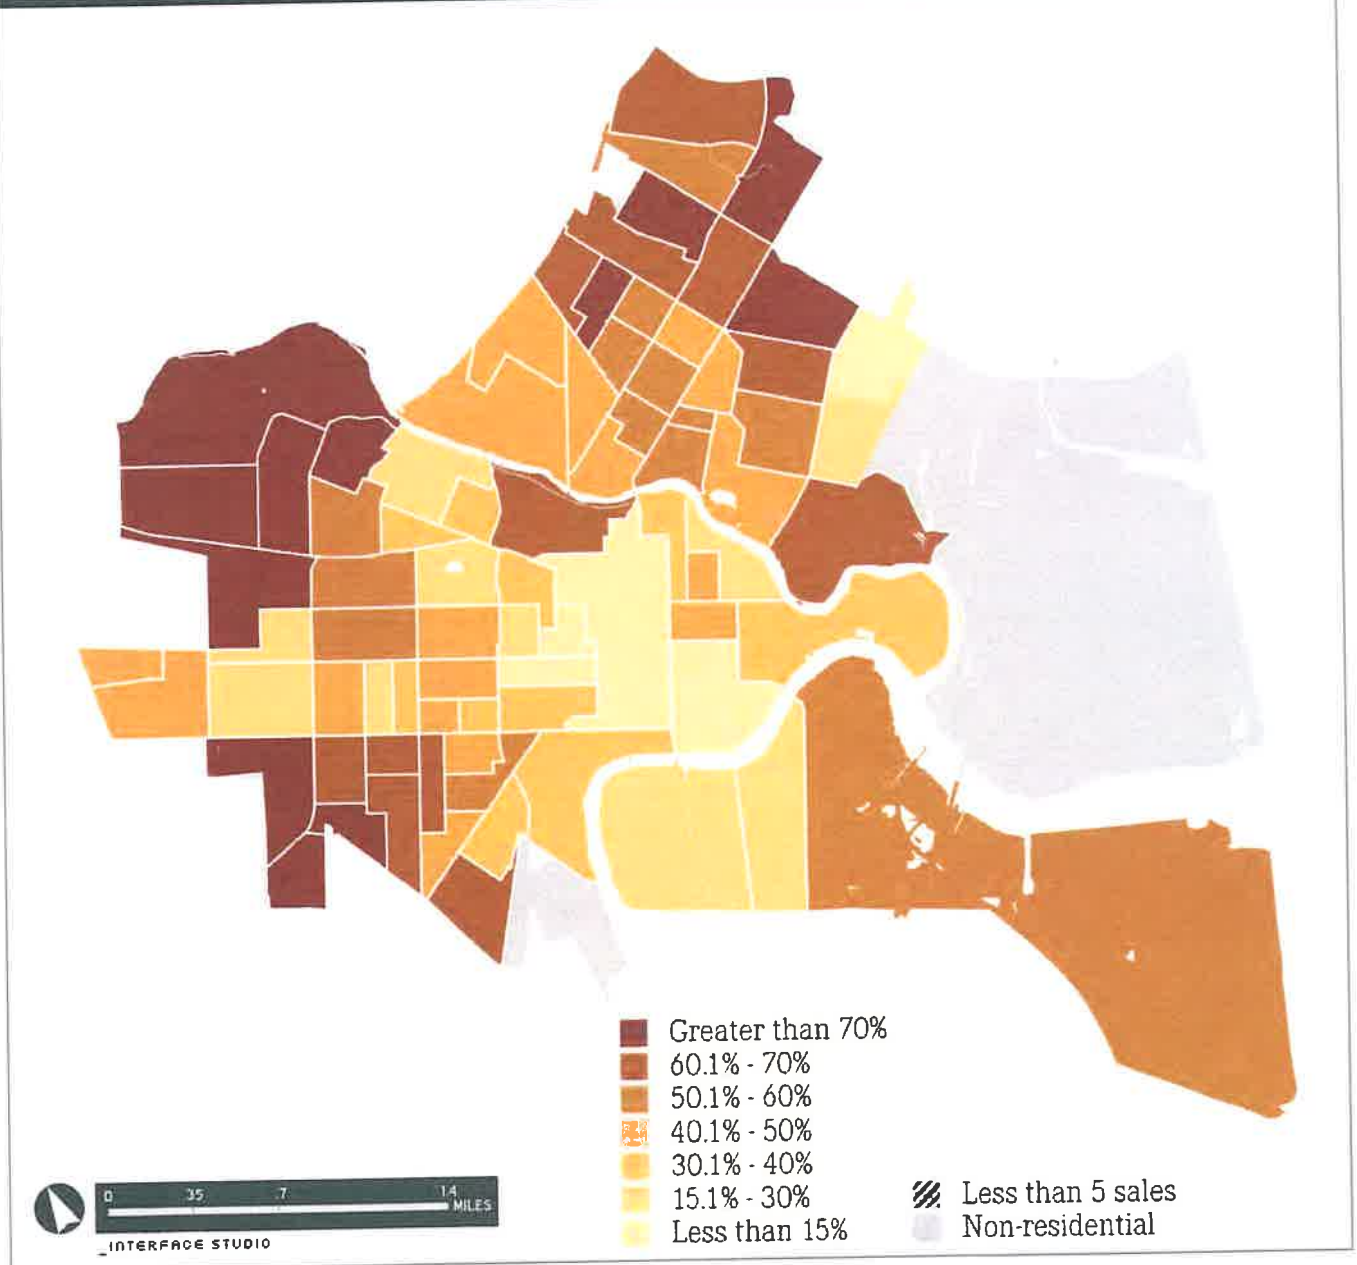 Greater than 70%
60.1% - 70%
50.1% - 60%
40.1% - 50%
30.1% - 40%
15.1% - 30%
Less than 15%
Less than 5 sales
Non-residential
0 35 .7 1.4
MILES
_INTERFACE STUDIO